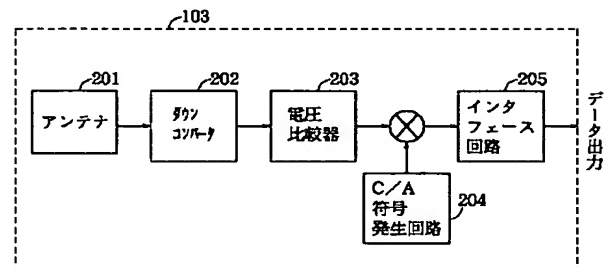 103
201
202
203
205
アンテナ
ダウン
コンバータ
電圧
比較器
インタ
フェース
回路
データ出力
C/A
符号
発生回路
204